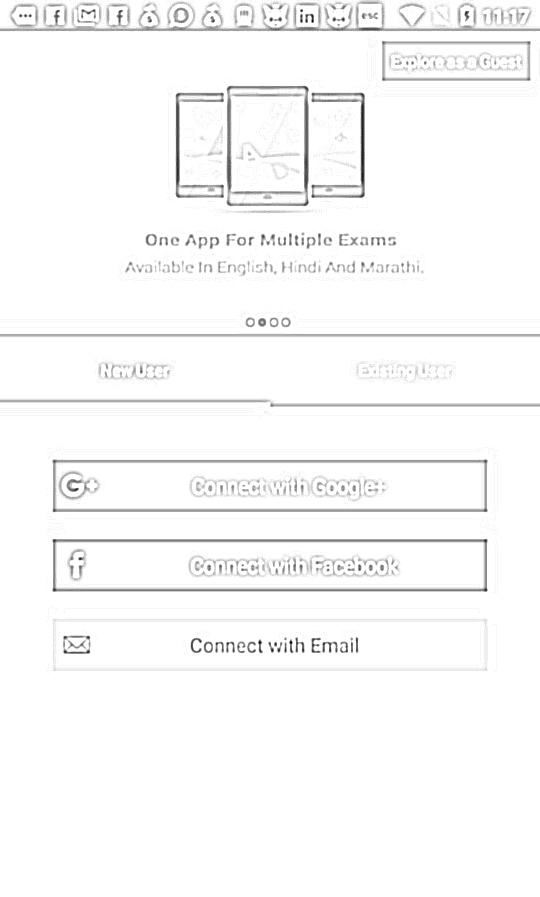 11:17
Explore as a Guest
One App For Multiple Exams
Available In English, Hindi And Marathi.
New User
Existing User
G+ Connect with Google+
f Connect with Facebook
Connect with Email